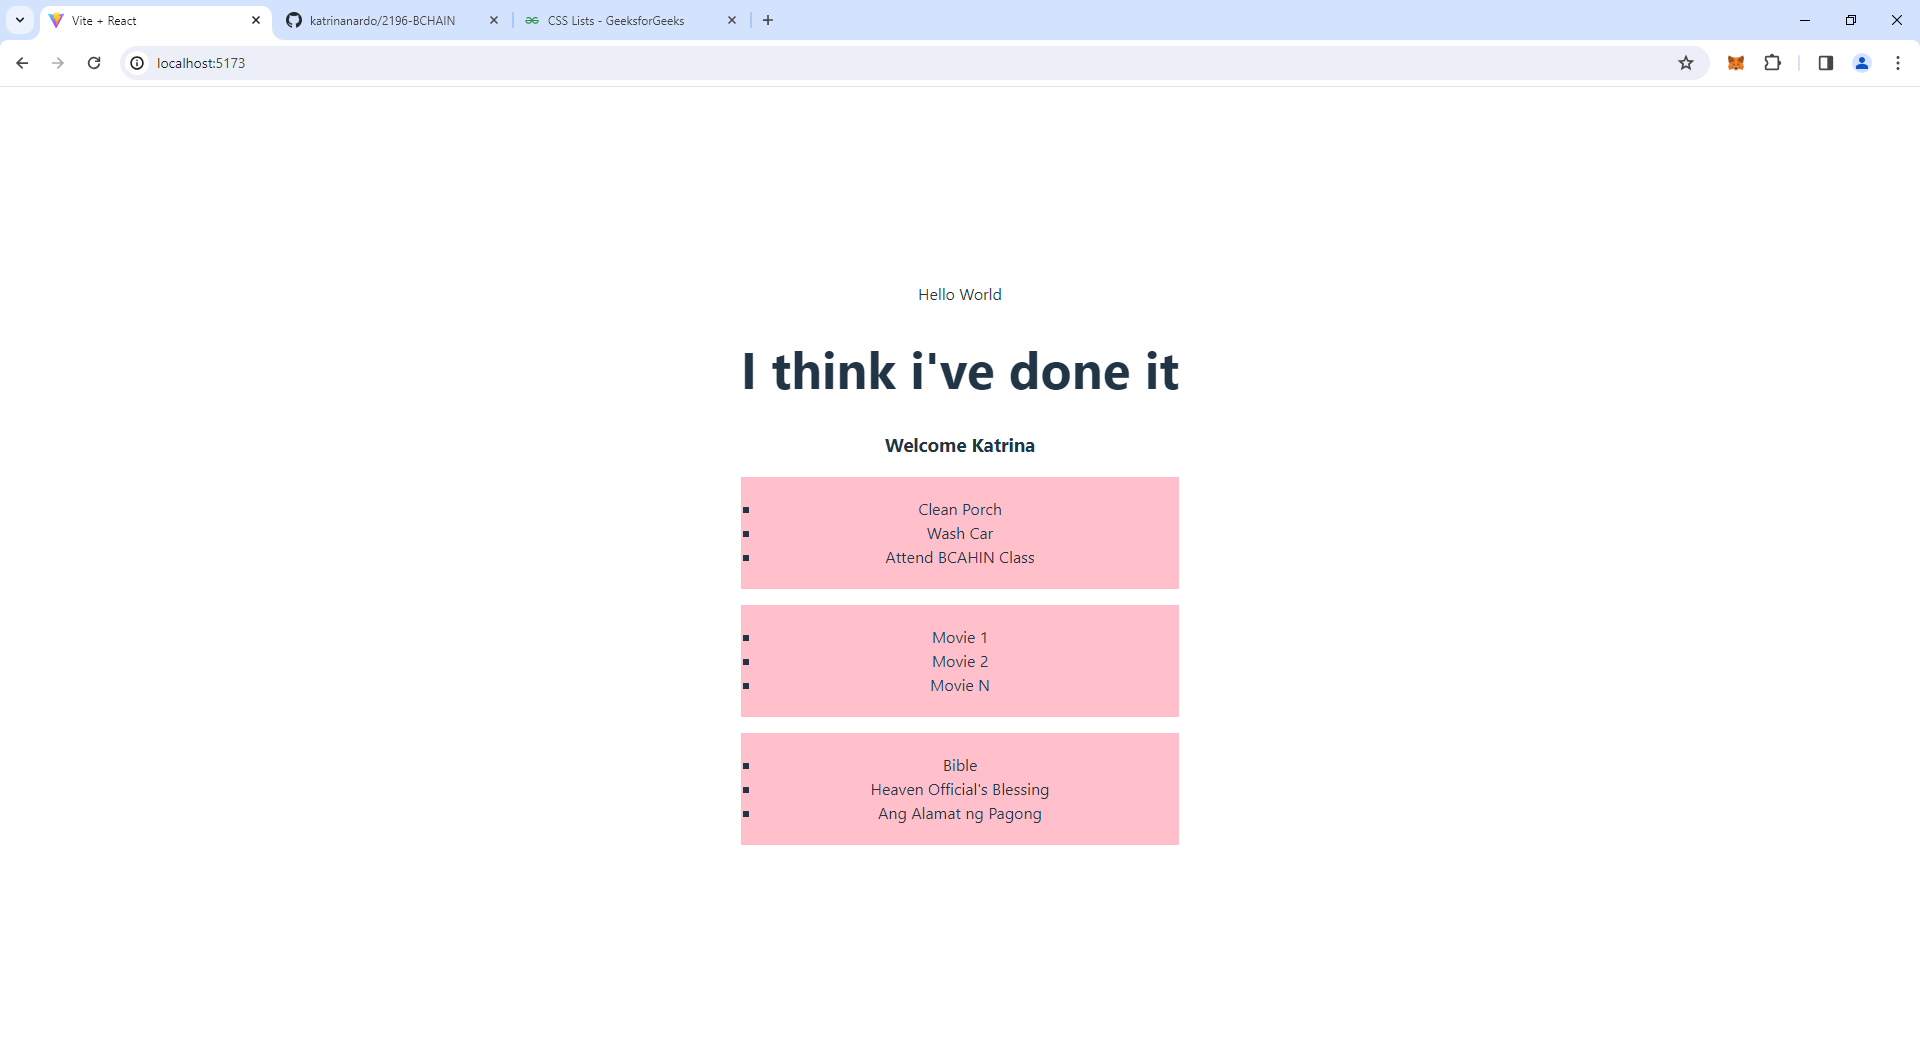 Vite + React
katrinanardo/2196-BCHAIN
CSS Lists - GeeksforGeeks
localhost:5173
Hello World
I think i've done it
Welcome Katrina
Clean Porch
Wash Car
Attend BCAHIN Class
Movie 1
Movie 2
Movie N
Bible
Heaven Official's Blessing
Ang Alamat ng Pagong